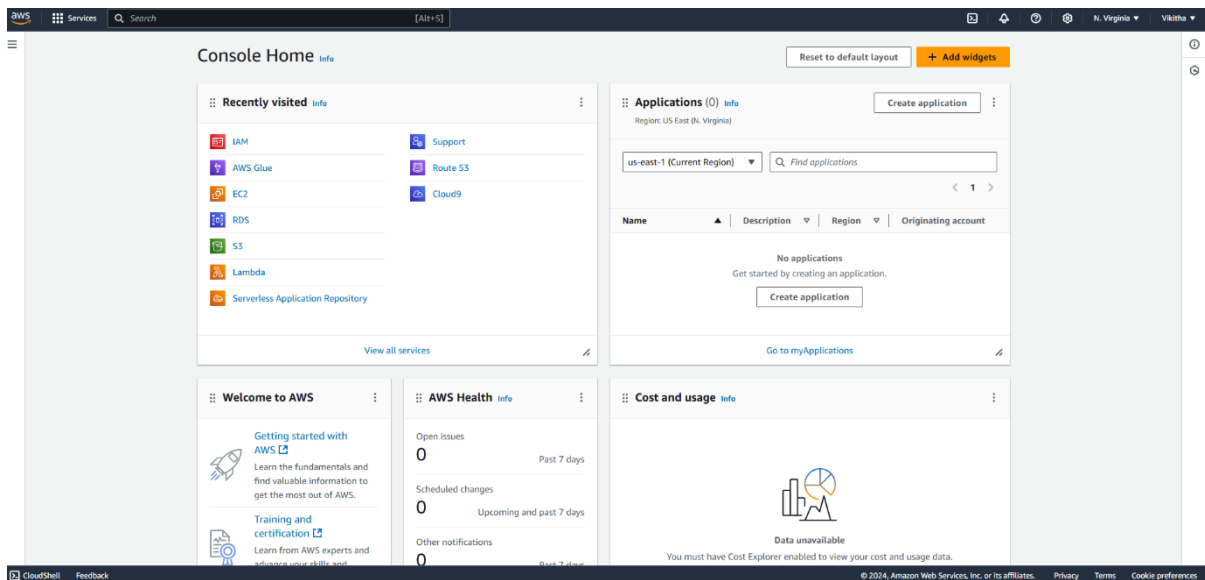 aws
Services
Search
[Alt+S]
N. Virginia
Vikitha
Console Home Info
Reset to default layout
+ Add widgets
Recently visited Info
IAM
AWS Glue
EC2
RDS
S3
Lambda
Serverless Application Repository
Support
Route 53
Cloud9
View all services
Applications (0) Info
Region: US East (N. Virginia)
Create application
us-east-1 (Current Region)
Find applications
1
Name
Description
Region
Originating account
No applications
Get started by creating an application.
Create application
Go to myApplications
Welcome to AWS
Getting started with
AWS
Learn the fundamentals and
find valuable information to
get the most out of AWS.
Training and
certification
Learn from AWS experts and
advance your skills and
AWS Health Info
Open issues
0
Past 7 days
Scheduled changes
0
Upcoming and past 7 days
Other notifications
0
Past 7 days
Cost and usage Info
Data unavailable
You must have Cost Explorer enabled to view your cost and usage data.
CloudShell
Feedback
© 2024, Amazon Web Services, Inc. or its affiliates.
Privacy
Terms
Cookie preferences